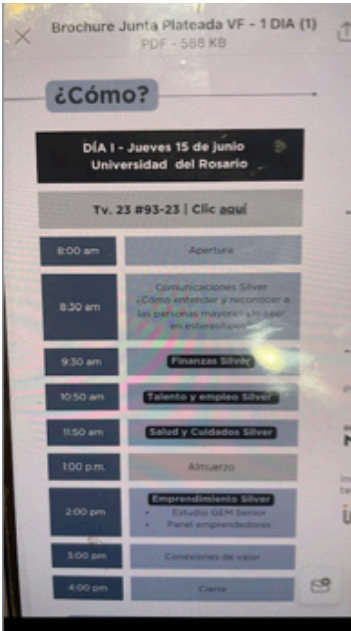 Brochure Junta Plateada VF - 1 DIA (1)
PDF - 588 KB
¿Cómo?
DÍA I - Jueves 15 de junio
Universidad del Rosario
Tv. 23 #93-23 | Clic aquí
8:00 am
Apertura
8:30 am
Comunicaciones Silver
¿Cómo entender y reconocer a
las personas mayores sin caer
en estereotipos?
9:30 am
Finanzas Silver
10:50 am
Talento y empleo Silver
11:50 am
Salud y Cuidados Silver
1:00 p.m.
Almuerzo
2:00 pm
Emprendimiento Silver
• Estudio GEM Senior
• Panel emprendedores
3:00 pm
Conexiones de valor
4:00 pm
Cierre